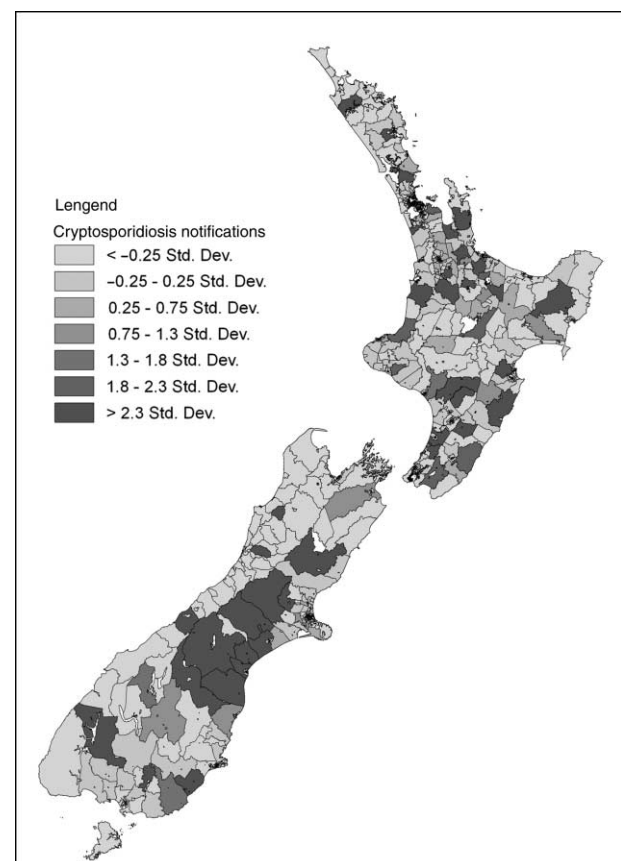 Lengend
Cryptosporidiosis notifications
< –0.25 Std. Dev.
–0.25 - 0.25 Std. Dev.
0.25 - 0.75 Std. Dev.
0.75 - 1.3 Std. Dev.
1.3 - 1.8 Std. Dev.
1.8 - 2.3 Std. Dev.
> 2.3 Std. Dev.